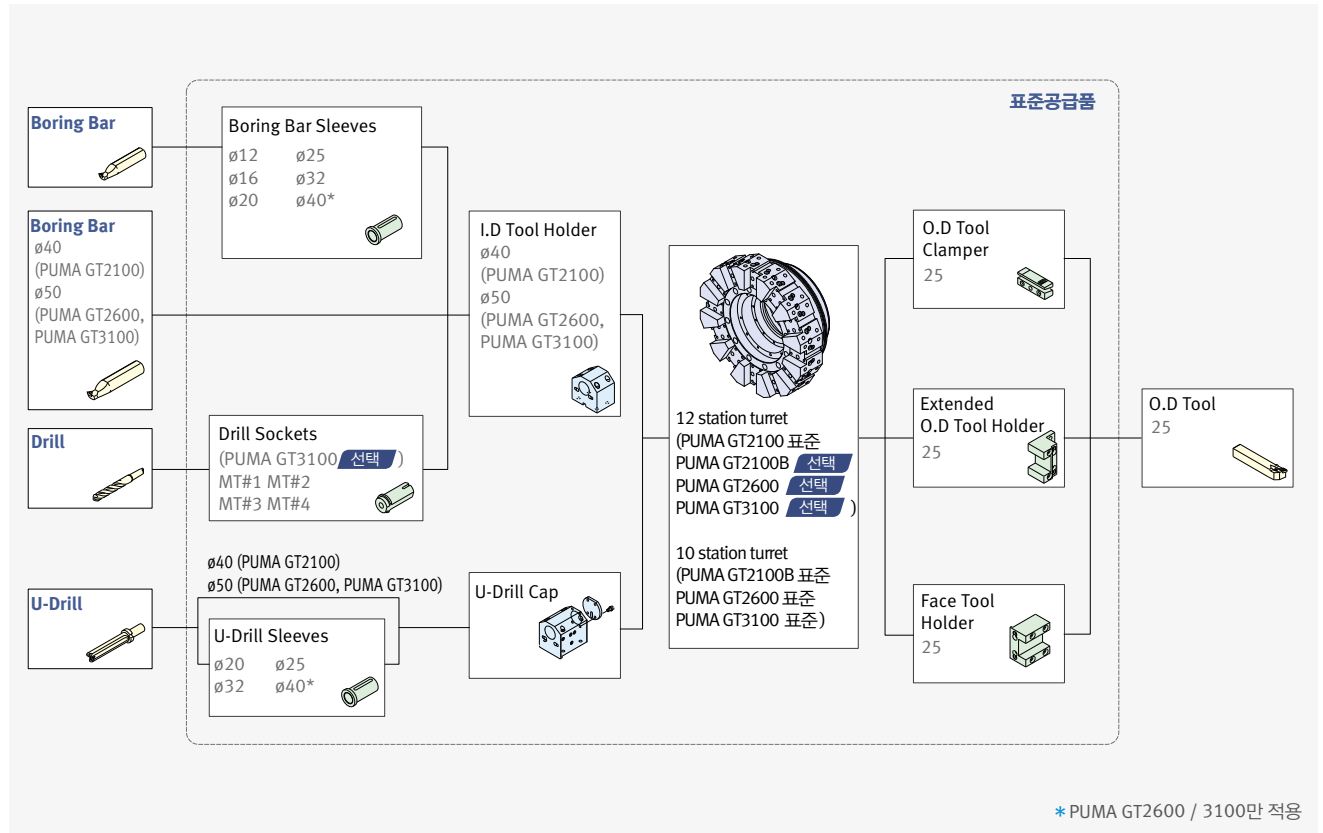 표준공급품
Boring Bar
Boring Bar Sleeves
ø12 ø25
ø16 ø32
ø20 ø40*
Boring Bar
ø40
(PUMA GT2100)
ø50
(PUMA GT2600,
PUMA GT3100)
I.D Tool Holder
ø40
(PUMA GT2100)
ø50
(PUMA GT2600,
PUMA GT3100)
Drill
Drill Sockets
(PUMA GT3100 선택 )
MT#1 MT#2
MT#3 MT#4
ø40 (PUMA GT2100)
ø50 (PUMA GT2600, PUMA GT3100)
U-Drill
U-Drill Sleeves
ø20 ø25
ø32 ø40*
U-Drill Cap
12 station turret
(PUMA GT2100 표준
PUMA GT2100B 선택
PUMA GT2600 선택
PUMA GT3100 선택 )
10 station turret
(PUMA GT2100B 표준
PUMA GT2600 표준
PUMA GT3100 표준)
O.D Tool
Clamper
25
Extended
O.D Tool Holder
25
Face Tool
Holder
25
O.D Tool
25
* PUMA GT2600 / 3100만 적용